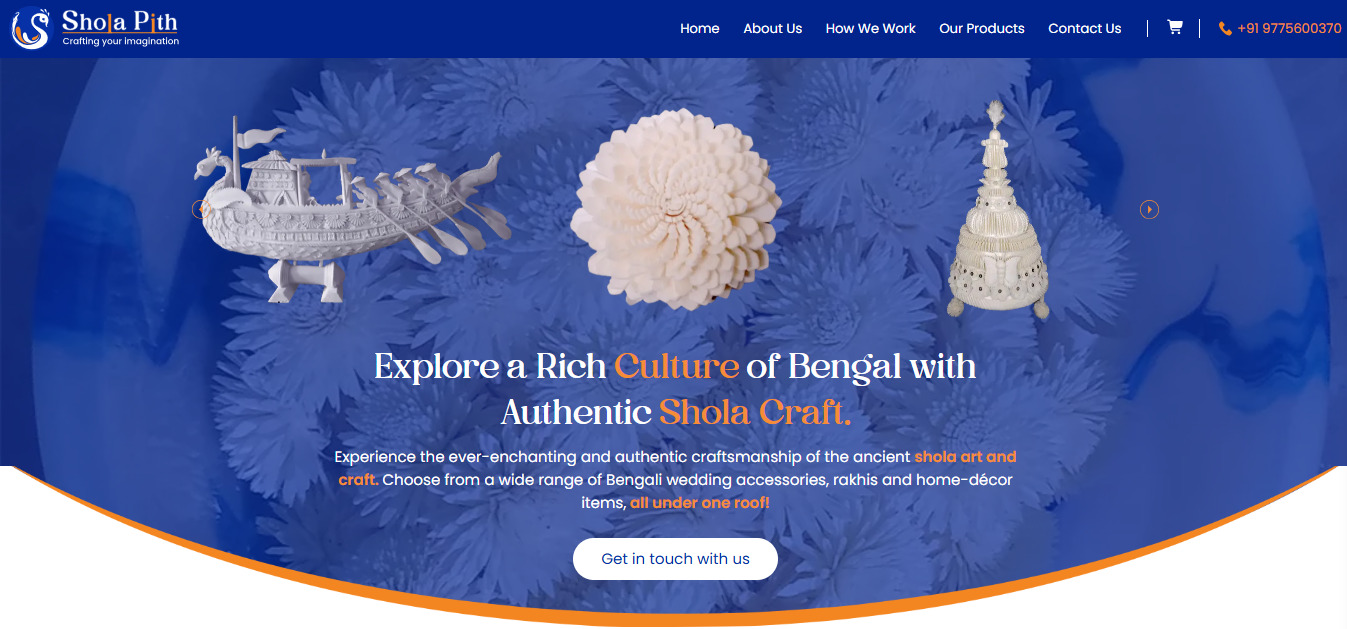 Shola Pith
Crafting your imagination
Home
About Us
How We Work
Our Products
Contact Us
+91 9775600370
Explore a Rich Culture of Bengal with
Authentic Shola Craft.
Experience the ever-enchanting and authentic craftsmanship of the ancient shola art and
craft. Choose from a wide range of Bengali wedding accessories, rakhis and home-décor
items, all under one roof!
Get in touch with us